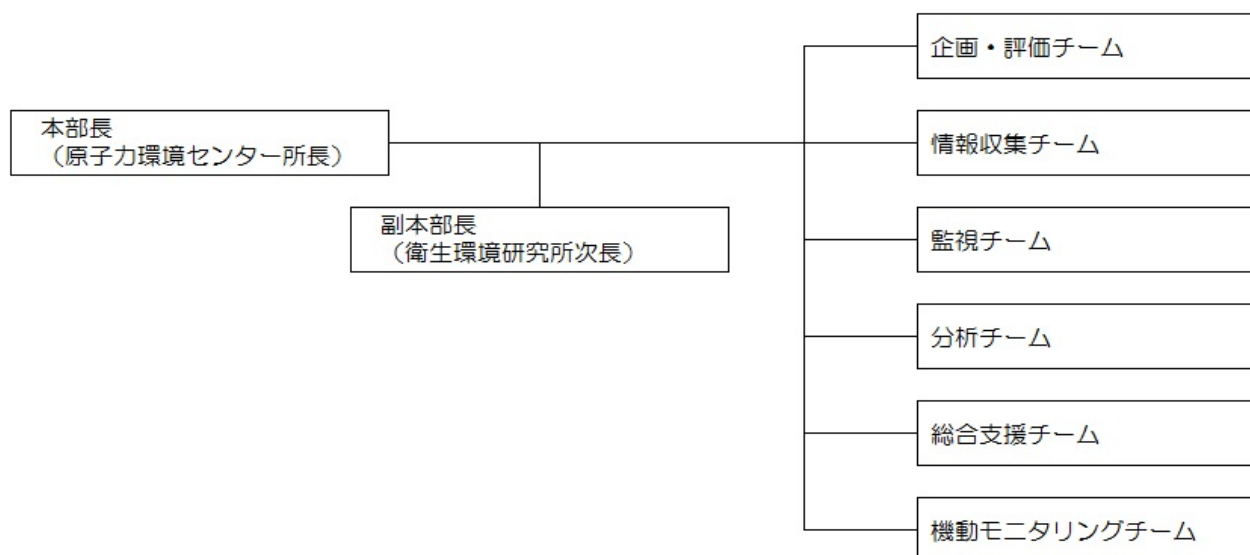 本部長
（原子力環境センター所長）
副本部長
（衛生環境研究所次長）
企画・評価チーム
情報収集チーム
監視チーム
分析チーム
総合支援チーム
機動モニタリングチーム